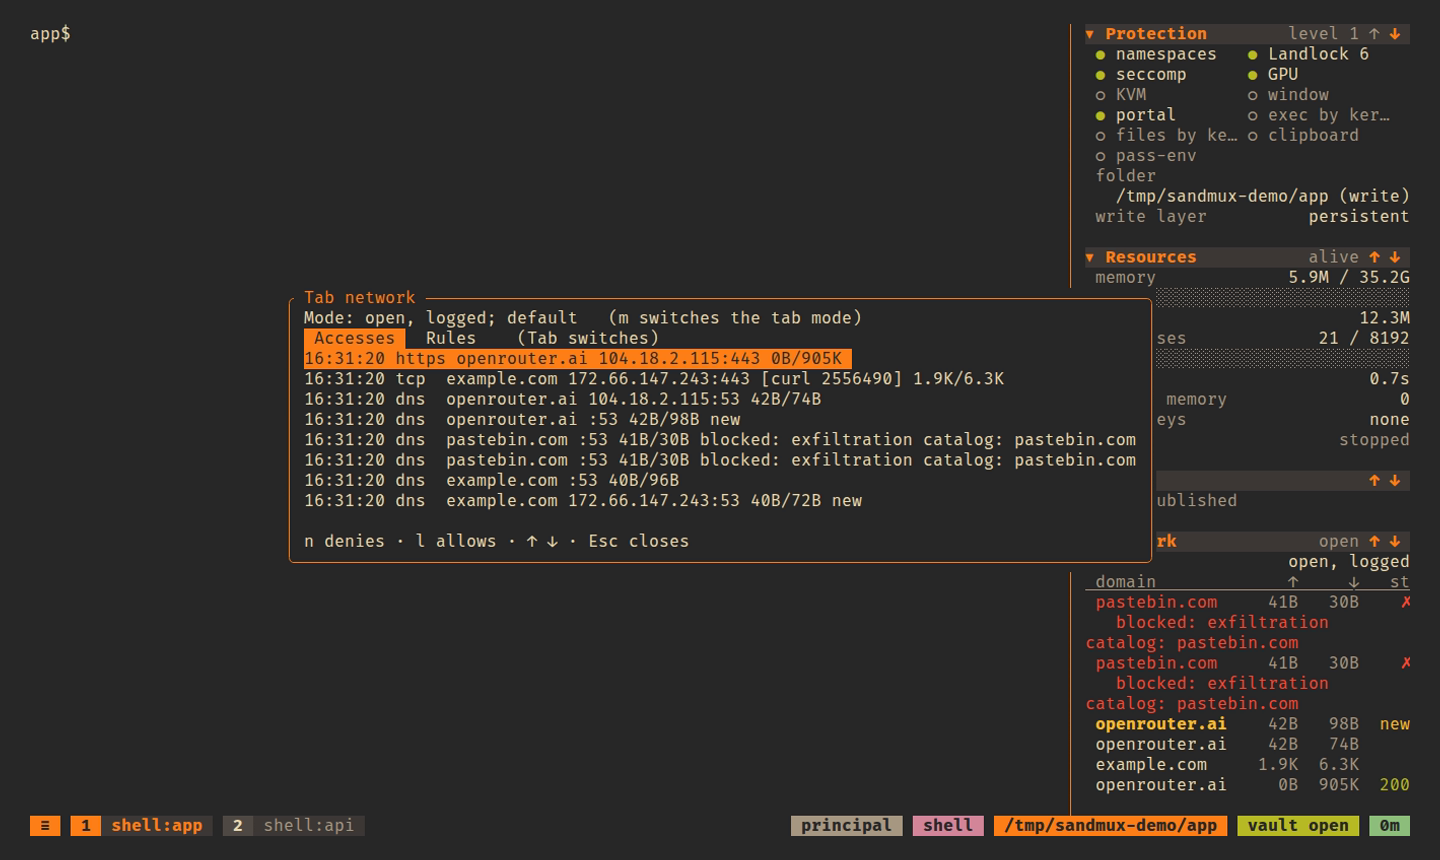 app$
▼ Protection level 1 ↑ ↓
● namespaces ● Landlock 6
● seccomp ● GPU
○ KVM ○ window
● portal ○ exec by ker…
○ files by ke… ○ clipboard
○ pass-env
folder
/tmp/sandmux-demo/app (write)
write layer persistent
▼ Resources alive ↑ ↓
memory 5.9M / 35.2G
12.3M
ses 21 / 8192
0.7s
memory 0
eys none
stopped
↑ ↓
ublished
rk open ↑ ↓
open, logged
domain ↑ ↓ st
pastebin.com 41B 30B ✗
blocked: exfiltration
catalog: pastebin.com
pastebin.com 41B 30B ✗
blocked: exfiltration
catalog: pastebin.com
openrouter.ai 42B 98B new
openrouter.ai 42B 74B
example.com 1.9K 6.3K
openrouter.ai 0B 905K 200
Tab network
Mode: open, logged; default (m switches the tab mode)
Accesses Rules (Tab switches)
16:31:20 https openrouter.ai 104.18.2.115:443 0B/905K
16:31:20 tcp example.com 172.66.147.243:443 [curl 2556490] 1.9K/6.3K
16:31:20 dns openrouter.ai 104.18.2.115:53 42B/74B
16:31:20 dns openrouter.ai :53 42B/98B new
16:31:20 dns pastebin.com :53 41B/30B blocked: exfiltration catalog: pastebin.com
16:31:20 dns pastebin.com :53 41B/30B blocked: exfiltration catalog: pastebin.com
16:31:20 dns example.com :53 40B/96B
16:31:20 dns example.com 172.66.147.243:53 40B/72B new
n denies · l allows · ↑ ↓ · Esc closes
≡ 1 shell:app 2 shell:api principal shell /tmp/sandmux-demo/app vault open 0m